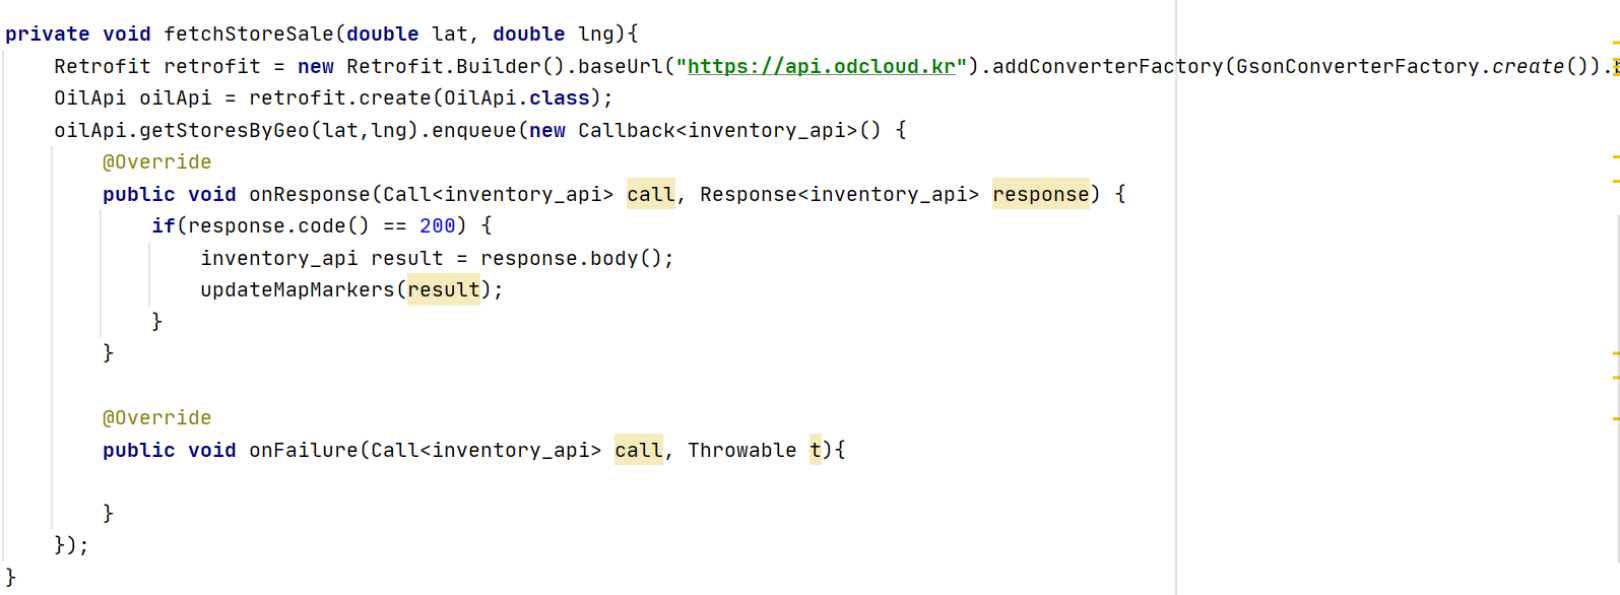 private void fetchStoreSale(double lat, double lng){
Retrofit retrofit = new Retrofit.Builder().baseUrl("https://api.odcloud.kr").addConverterFactory(GsonConverterFactory.create()).
OilApi oilApi = retrofit.create(OilApi.class);
oilApi.getStoresByGeo(lat,lng).enqueue(new Callback<inventory_api>() {
@Override
public void onResponse(Call<inventory_api> call, Response<inventory_api> response) {
if(response.code() == 200) {
inventory_api result = response.body();
updateMapMarkers(result);
}
}
@Override
public void onFailure(Call<inventory_api> call, Throwable t){
}
});
}